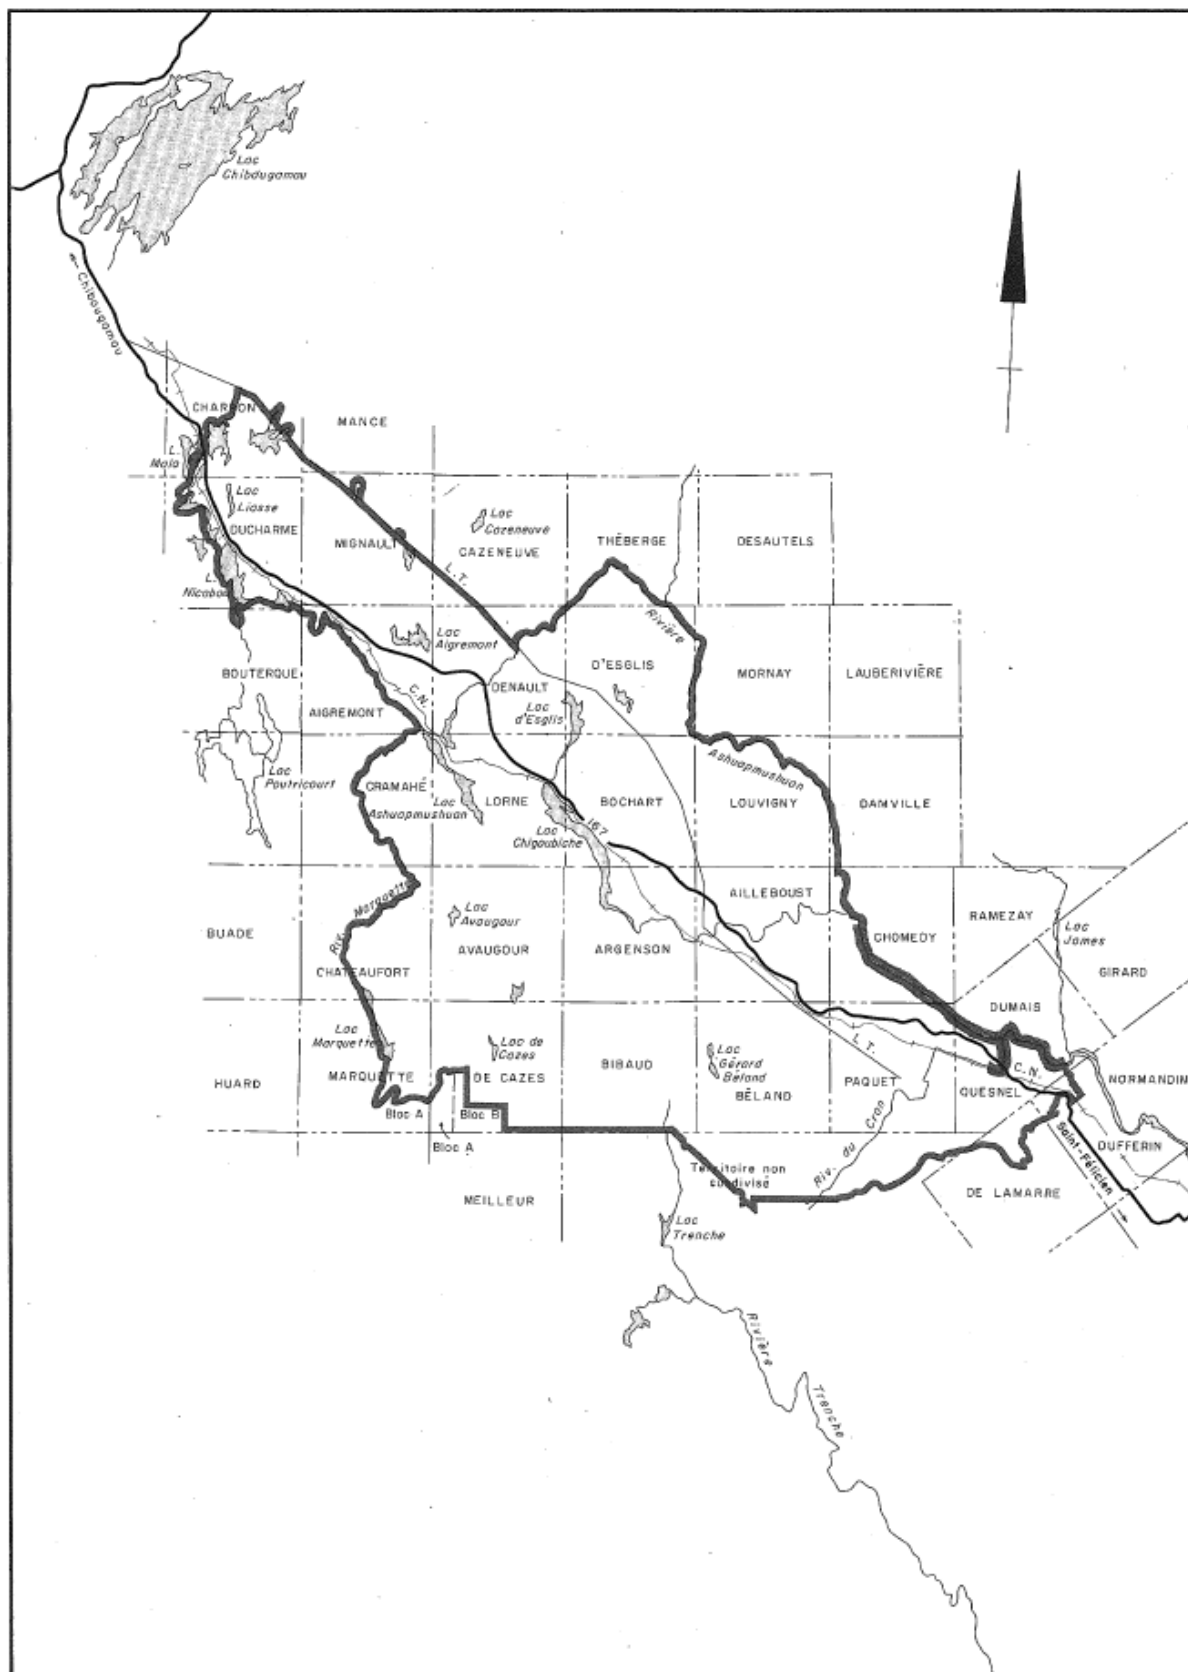 Lac
Chibougamau
Chibougamau
CHARRON
MANCE
L.
Lac
Liasse
DUCHARME
MIGNAULT
Lac
Cazeneuve
CAZENEUVE
THÉBERGE
DESAUTELS
L.T.
L.
Nicabau
Rivière
Lac
Aigremont
BOUTEROUE
D'ESGLIS
MORNAY
LAUBERIVIÈRE
C.N.
DENAULT
AIGREMONT
Lac
d'Esglis
Ashuapmushuan
Lac
Poutricourt
CRAMAHÉ
Lac
Ashuapmushuan
LORNE
BOCHART
LOUVIGNY
DAMVILLE
167
Lac
Chigoubiche
AILLEBOUST
Marquette
Riv.
Lac
Avaugour
RAMEZAY
BUADE
AVAUGOUR
ARGENSON
CHOMEDY
Lac
James
CHATEAUFORT
GIRARD
DUMAIS
Lac
Marquette
Lac de
Cazes
L.T.
BIBAUD
Lac
Gérard
Béland
C.N.
HUARD
MARQUETTE
DE CAZES
BÉLAND
PAQUET
QUESNEL
NORMANDIN
Bloc A
Bloc B
Bloc A
DUFFERIN
Saint-Félicien
Riv. du Cran
Territoire non
subdivisé
MEILLEUR
DE LAMARRE
Lac
Trenche
Rivière
Trenche